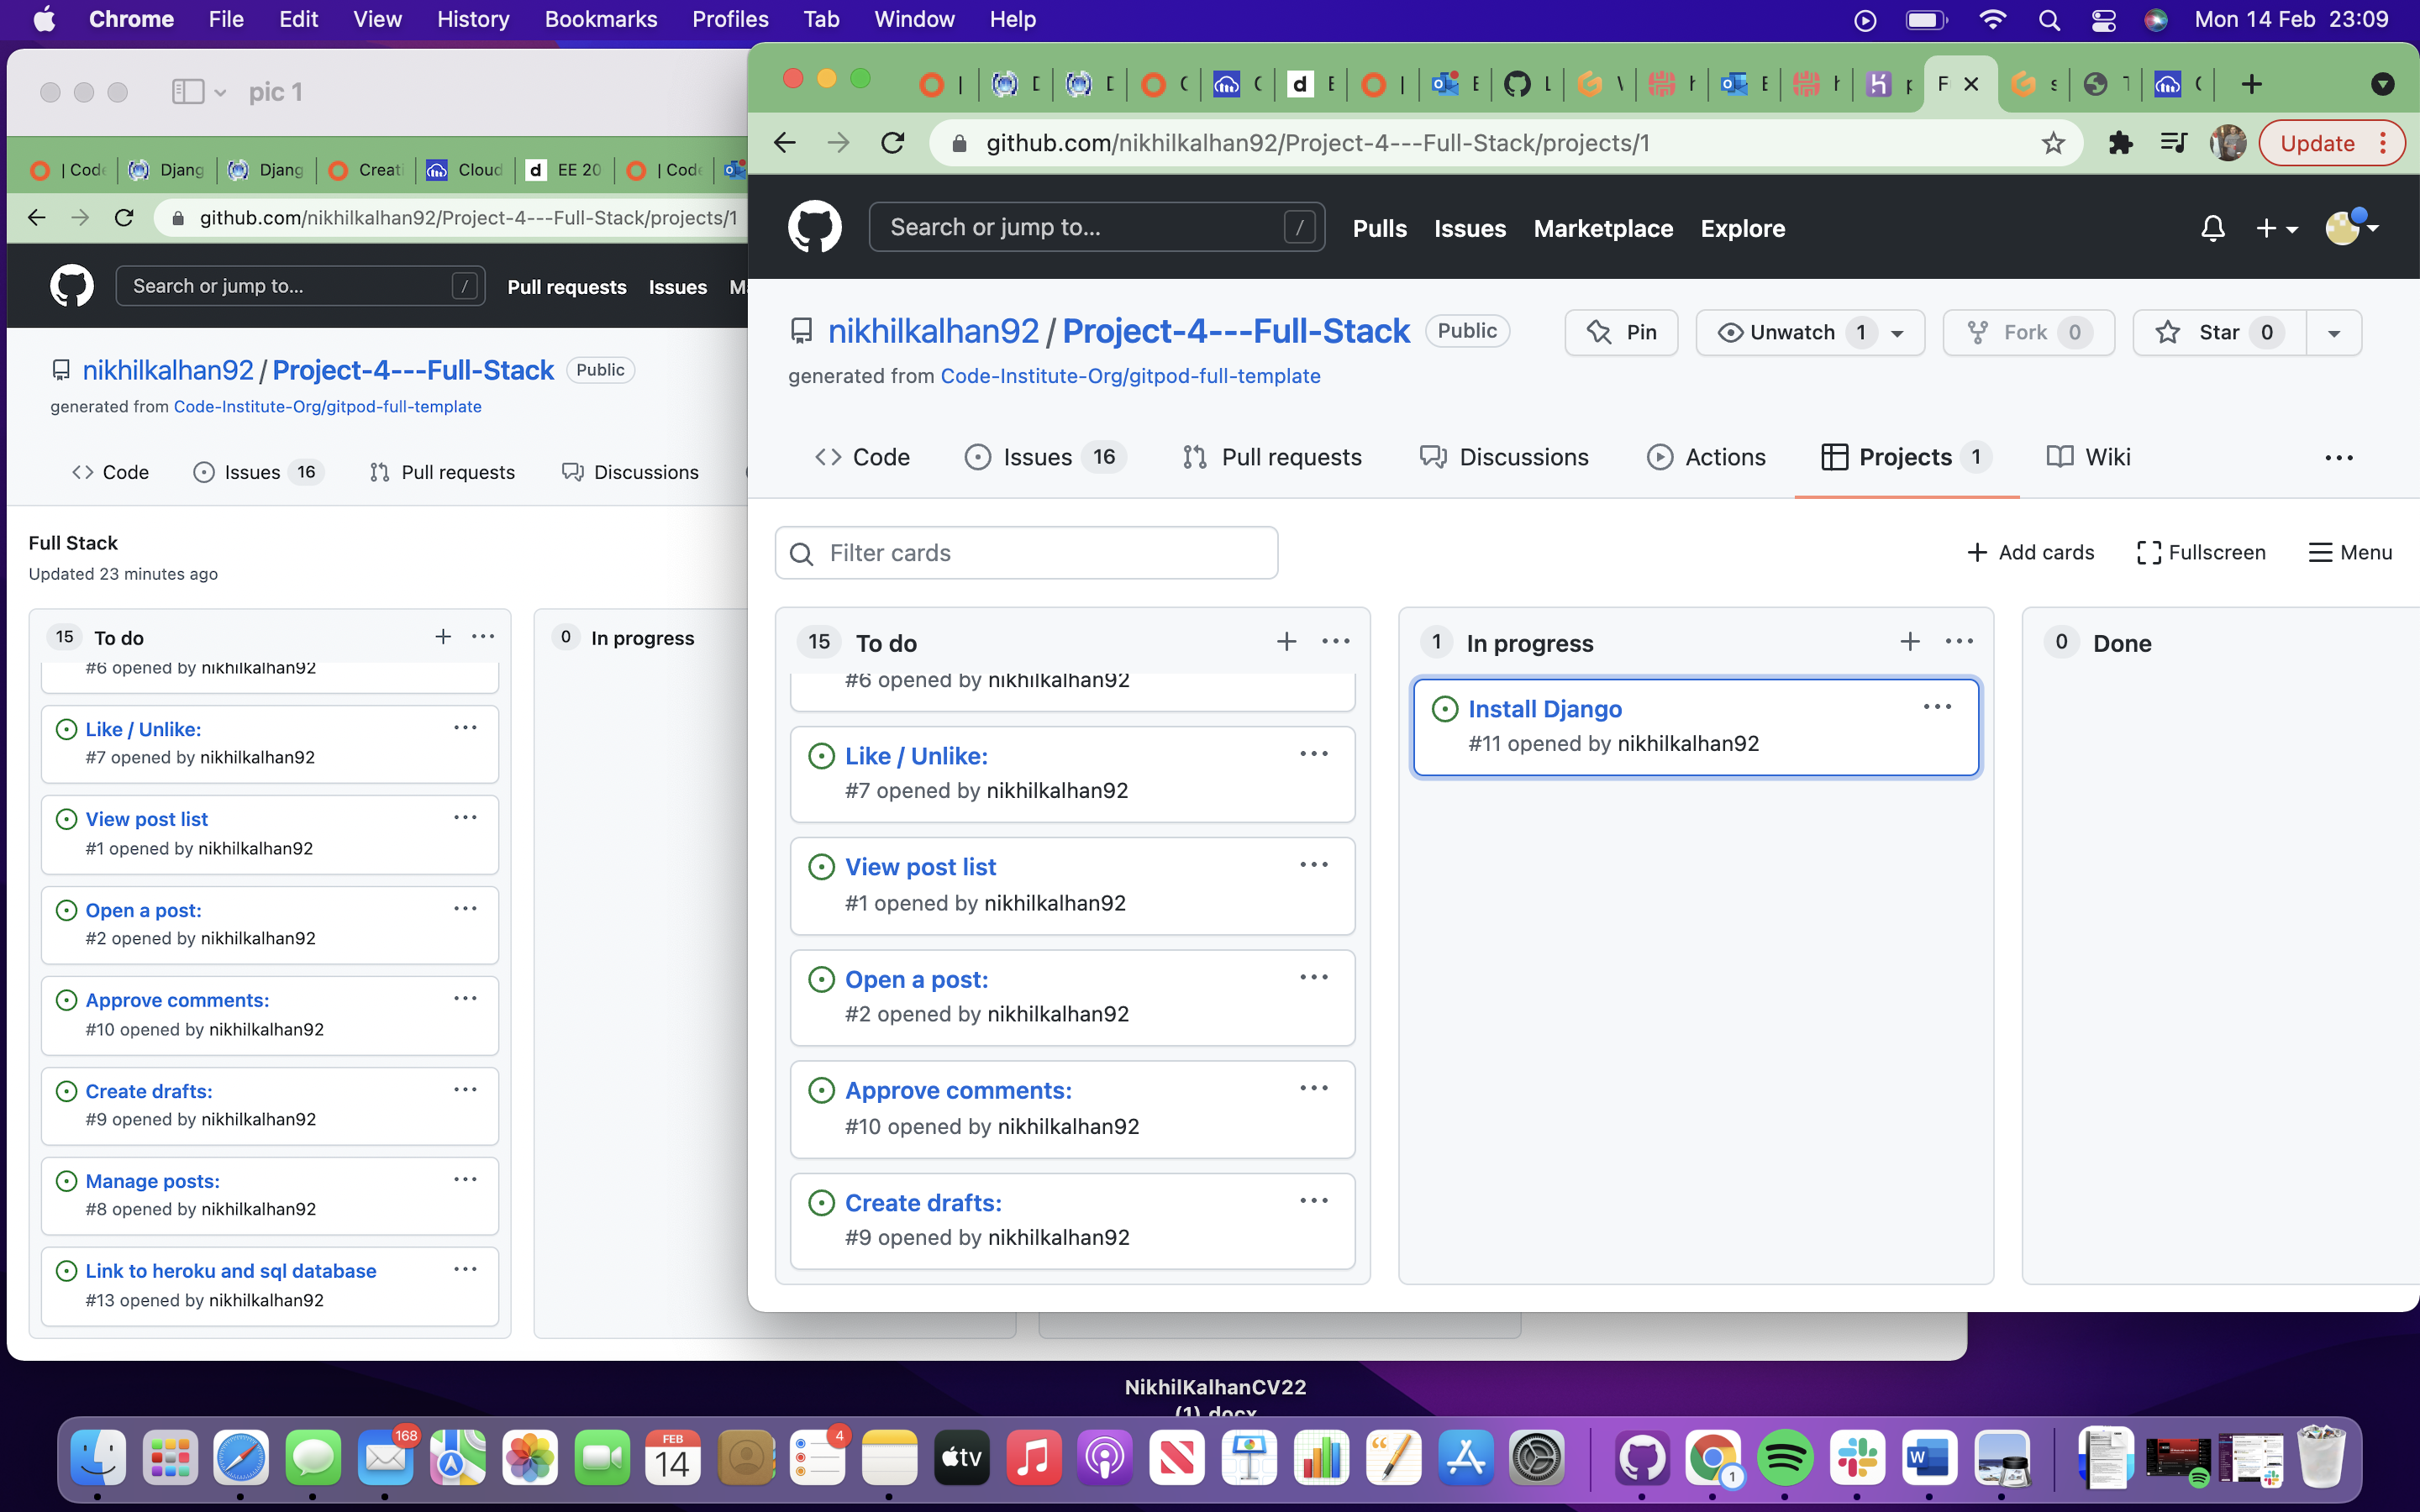 Chrome File Edit View History Bookmarks Profiles Tab Window Help Mon 14 Feb 23:09
pic 1
| Code Djang Djang Creati Cloud d EE 20 | Code
github.com/nikhilkalhan92/Project-4---Full-Stack/projects/1
Search or jump to... / Pull requests Issues
nikhilkalhan92 / Project-4---Full-Stack Public
generated from Code-Institute-Org/gitpod-full-template
Code Issues 16 Pull requests Discussions
Full Stack
Updated 23 minutes ago
15 To do
#6 opened by nikhilkalhan92
Like / Unlike:
#7 opened by nikhilkalhan92
View post list
#1 opened by nikhilkalhan92
Open a post:
#2 opened by nikhilkalhan92
Approve comments:
#10 opened by nikhilkalhan92
Create drafts:
#9 opened by nikhilkalhan92
Manage posts:
#8 opened by nikhilkalhan92
Link to heroku and sql database
#13 opened by nikhilkalhan92
0 In progress
github.com/nikhilkalhan92/Project-4---Full-Stack/projects/1
Update
Search or jump to... / Pulls Issues Marketplace Explore
nikhilkalhan92 / Project-4---Full-Stack Public
Pin Unwatch 1 Fork 0 Star 0
generated from Code-Institute-Org/gitpod-full-template
Code Issues 16 Pull requests Discussions Actions Projects 1 Wiki
Filter cards
Add cards Fullscreen Menu
15 To do
#6 opened by nikhilkalhan92
Like / Unlike:
#7 opened by nikhilkalhan92
View post list
#1 opened by nikhilkalhan92
Open a post:
#2 opened by nikhilkalhan92
Approve comments:
#10 opened by nikhilkalhan92
Create drafts:
#9 opened by nikhilkalhan92
1 In progress
Install Django
#11 opened by nikhilkalhan92
0 Done
NikhilKalhanCV22
(1).docx
168
FEB
14
4
tv
1
W